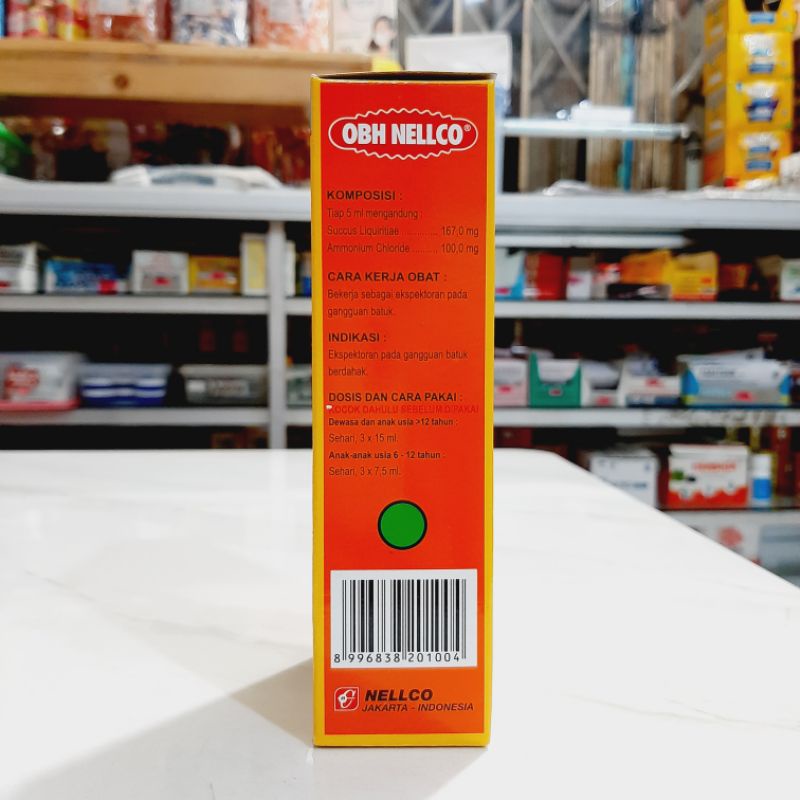 OBH NELLCO®
KOMPOSISI :
Tiap 5 ml mengandung :
Succus Liquiritiae .............. 167,0 mg
Ammonium Chloride .......... 100,0 mg
CARA KERJA OBAT :
Bekerja sebagai ekspektoran pada
gangguan batuk.
INDIKASI :
Ekspektoran pada gangguan batuk
berdahak.
DOSIS DAN CARA PAKAI :
KOCOK DAHULU SEBELUM DIPAKAI
Dewasa dan anak usia >12 tahun :
Sehari, 3 x 15 ml.
Anak-anak usia 6 - 12 tahun :
Sehari, 3 x 7,5 ml.
8 996838 201004
NELLCO
JAKARTA - INDONESIA